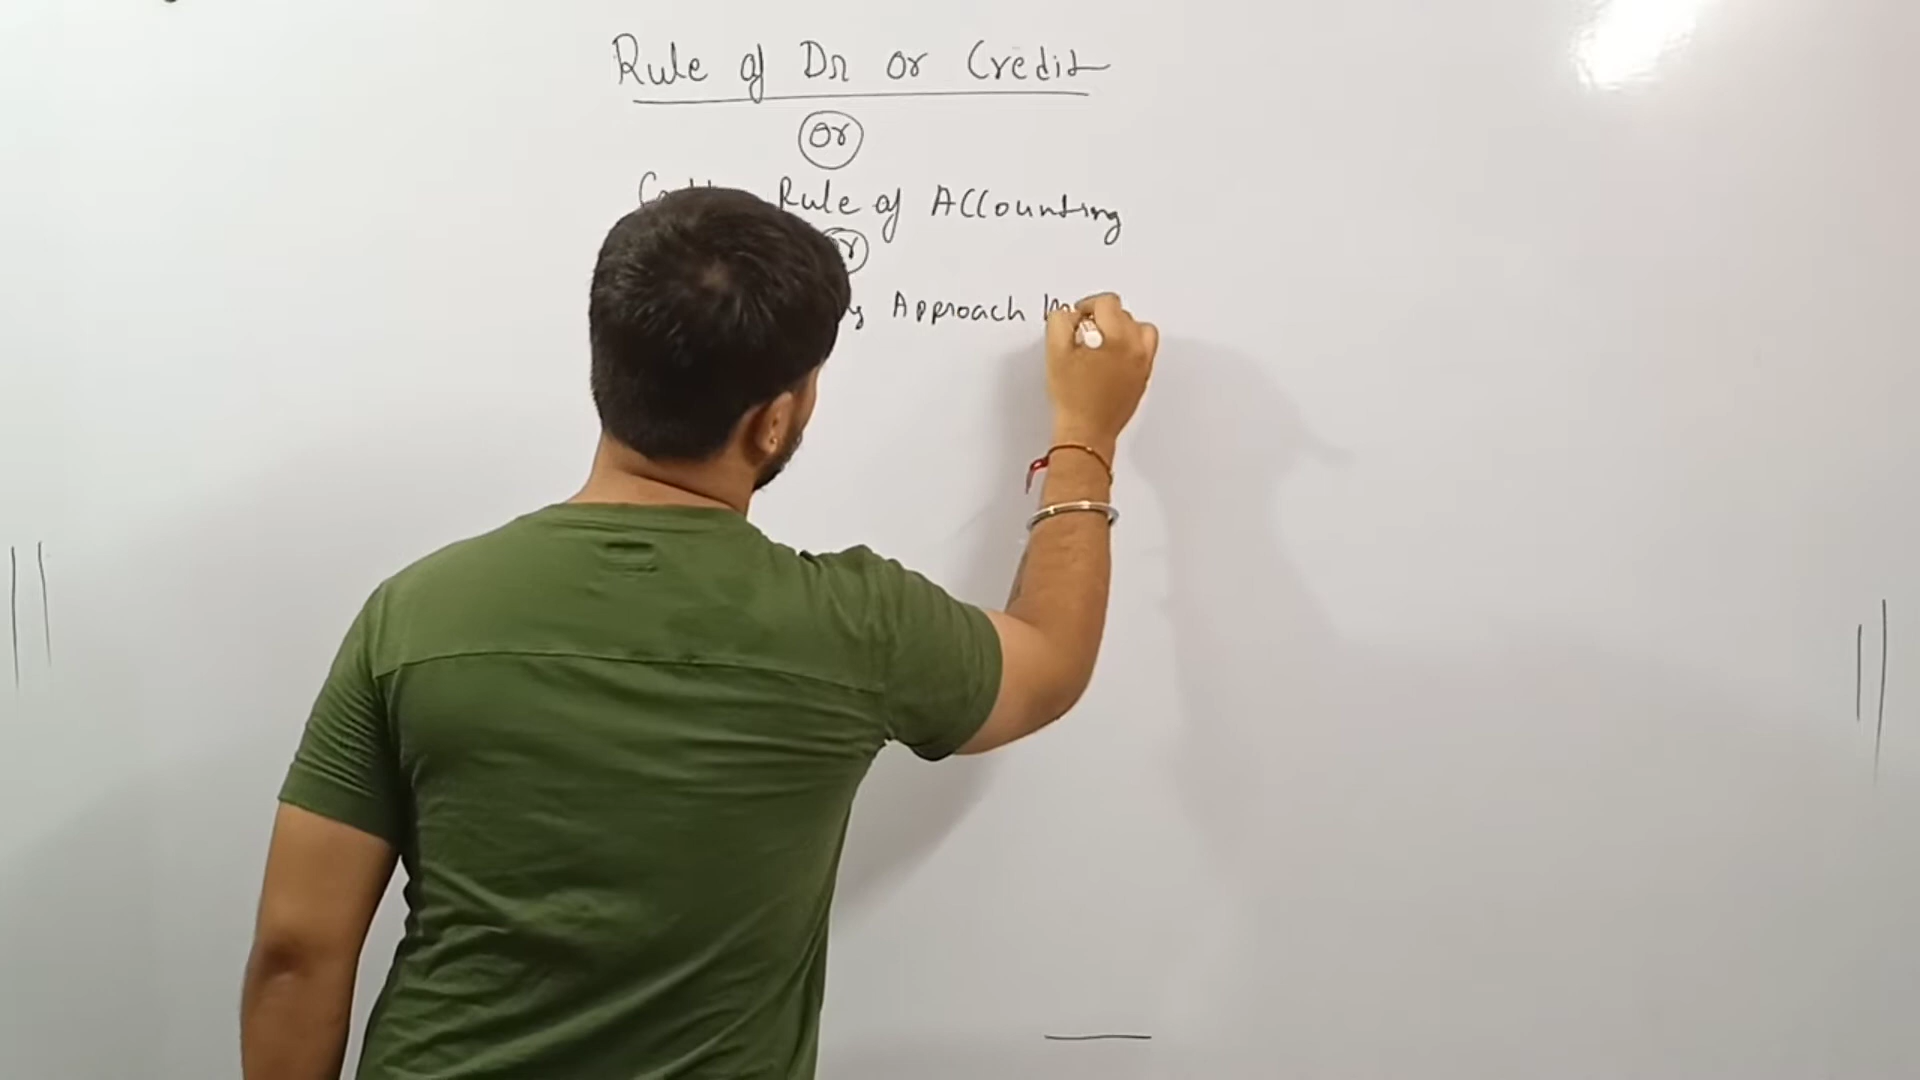 Rule of Dr or Credit
or
Rule of Accounting
Approach